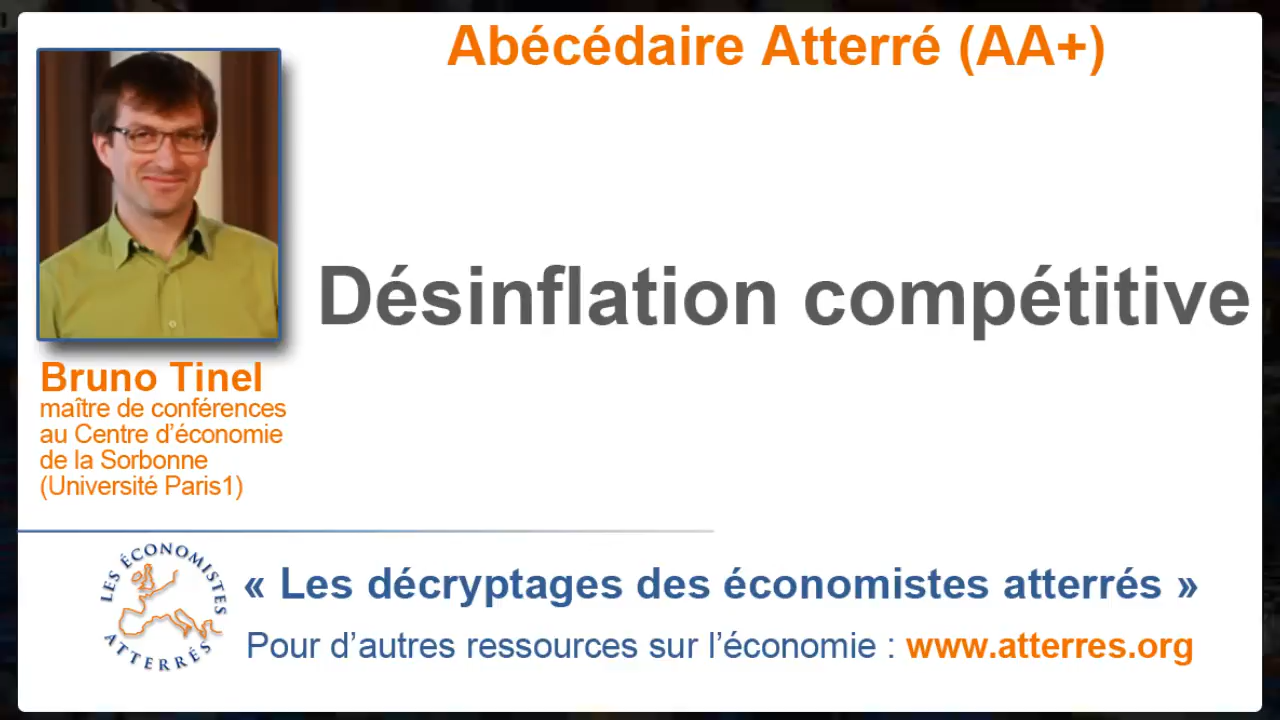 Abécédaire Atterré (AA+)
Désinflation compétitive
Bruno Tinel
maître de conférences
au Centre d’économie
de la Sorbonne
(Université Paris1)
LES ÉCONOMISTES
ATTERRÉS
« Les décryptages des économistes atterrés »
Pour d’autres ressources sur l’économie : www.atterres.org